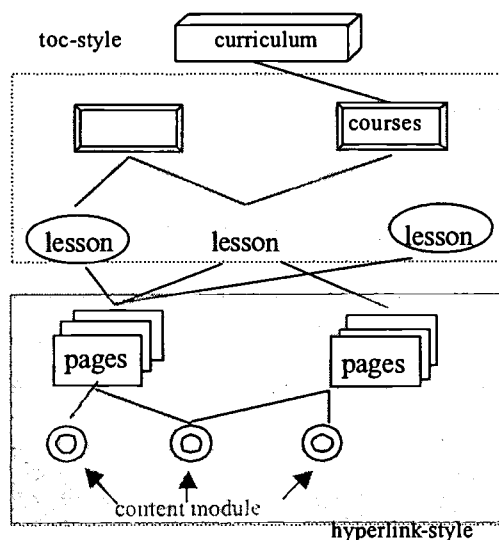 toc-style
curriculum
courses
lesson
lesson
lesson
pages
pages
content module
hyperlink-style